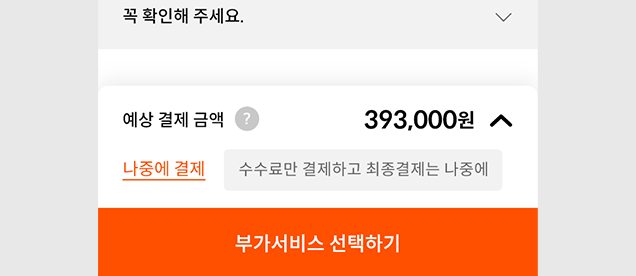 꼭 확인해 주세요.
예상 결제 금액 ? 393,000원
나중에 결제 수수료만 결제하고 최종결제는 나중에
부가서비스 선택하기